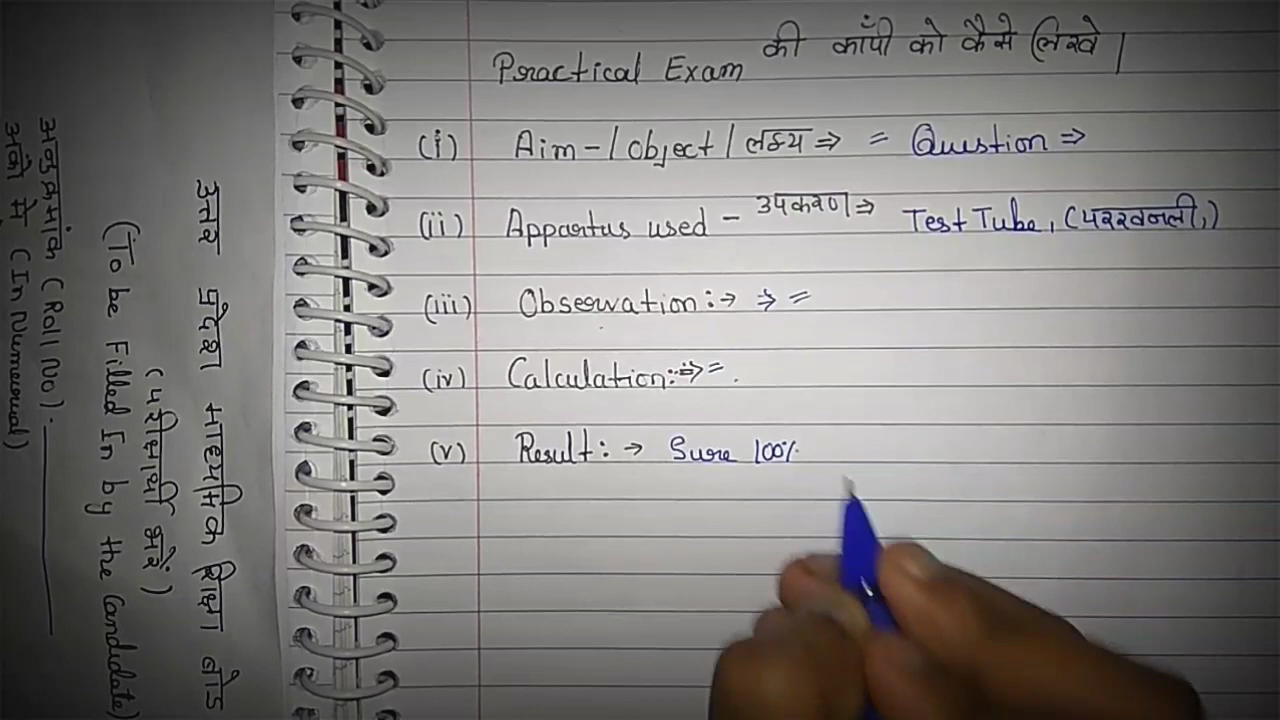 Practical Exam की कॉपी को कैसे लिखे |
(i) Aim-/object/लक्ष्य ⇒ = Question ⇒
(ii) Appartus used - उपकरण ⇒ Test Tube, (परखनली,)
(iii) Observation :→ ⇒ =
(iv) Calculation :⇒ = .
(v) Result :→ Sure 100%.
उत्तर प्रदेश माध्यमिक शिक्षा बोर्ड
(परीक्षार्थी भरें)
(To be Filled In by the Candidate)
अनुक्रमांक (Roll No).
अंको में (In Numeral)